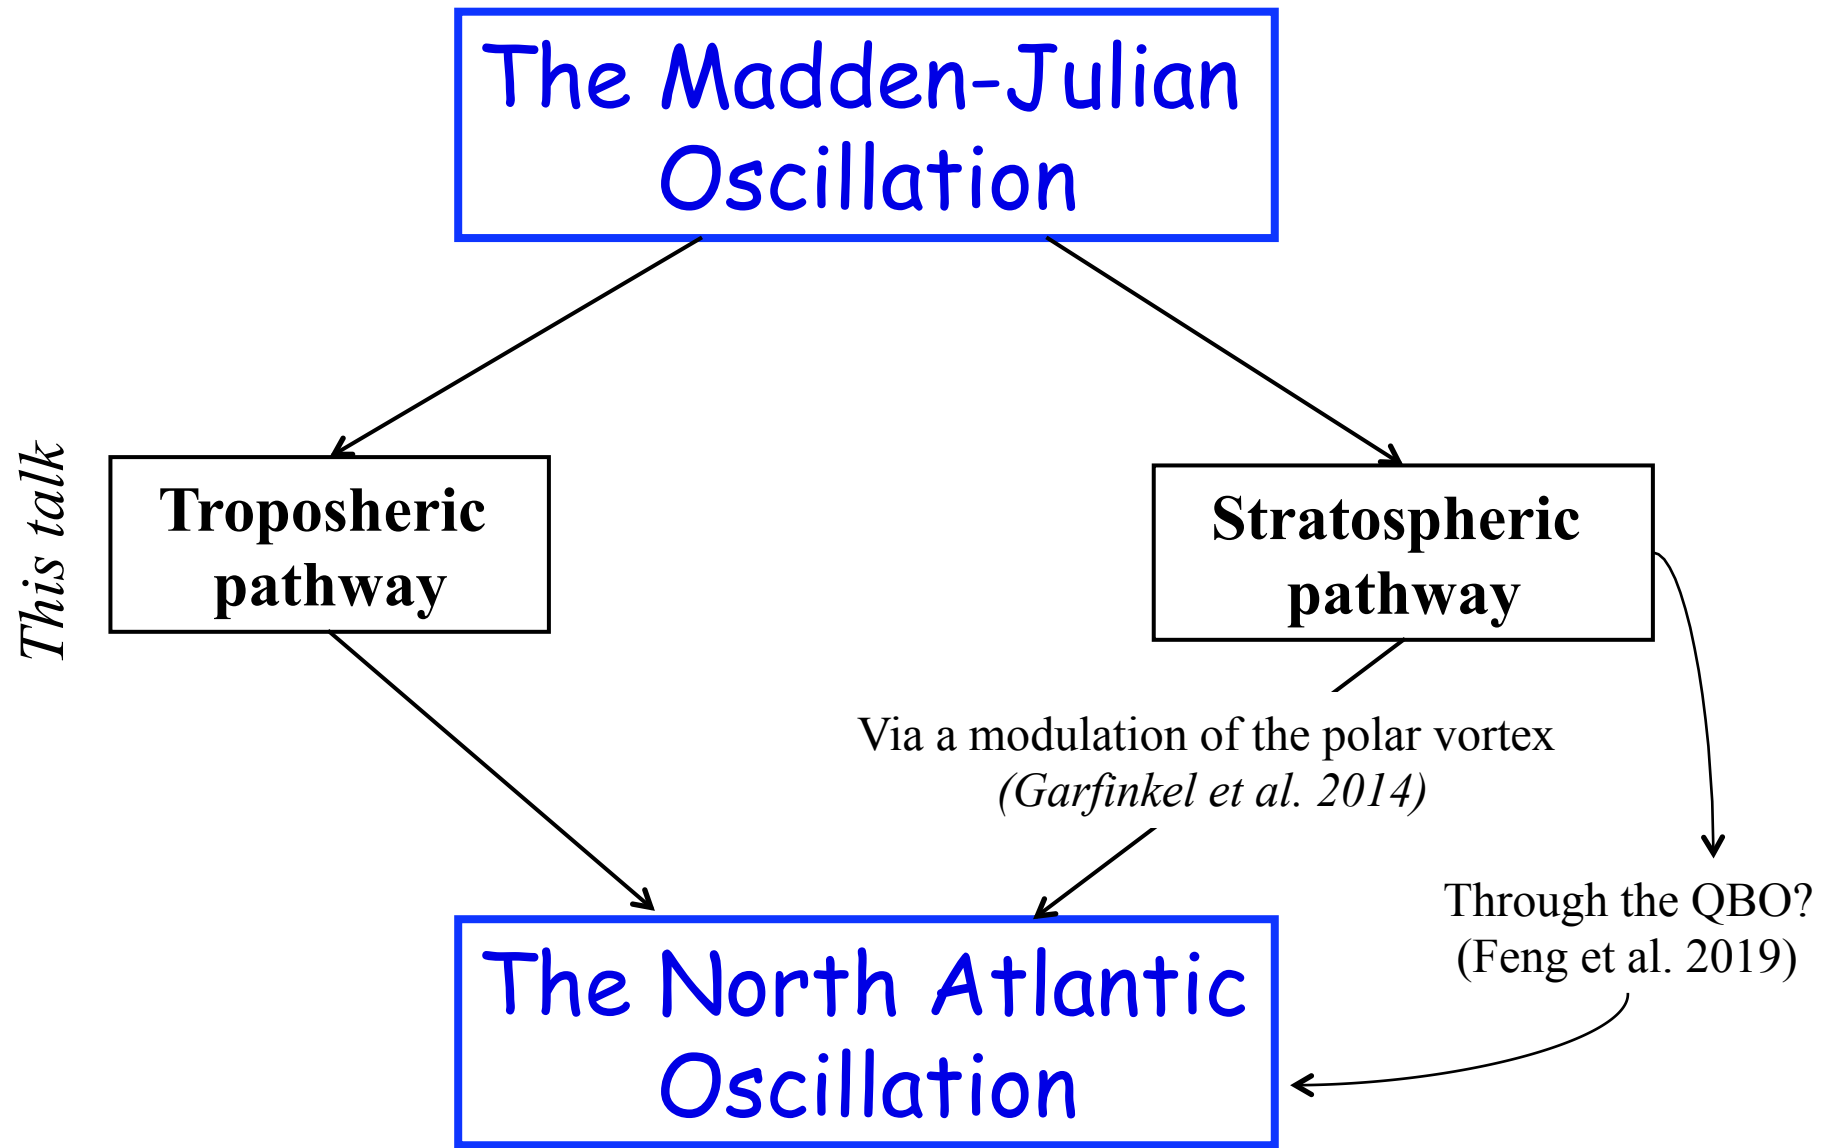 The Madden-Julian
Oscillation
This talk
Troposheric
pathway
Stratospheric
pathway
Via a modulation of the polar vortex
(Garfinkel et al. 2014)
Through the QBO?
(Feng et al. 2019)
The North Atlantic
Oscillation